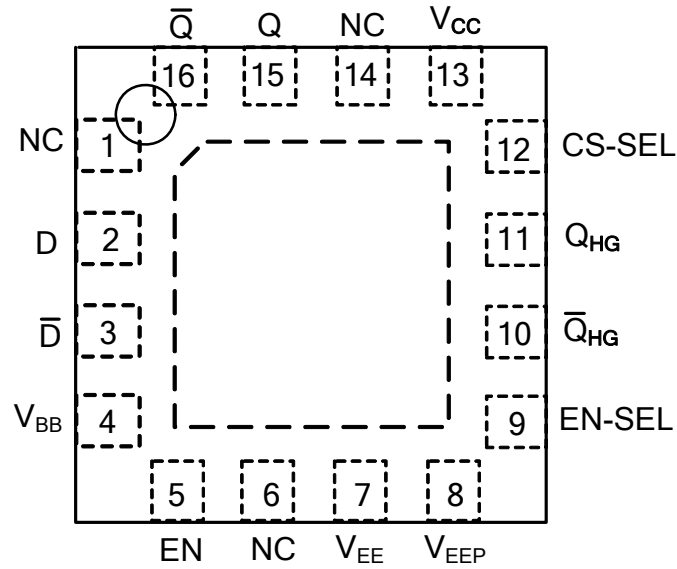 Q̅ Q NC VCC
16 15 14 13
NC 1 12 CS-SEL
D 2 11 QHG
D̅ 3 10 Q̅HG
VBB 4 9 EN-SEL
5 6 7 8
EN NC VEE VEEP